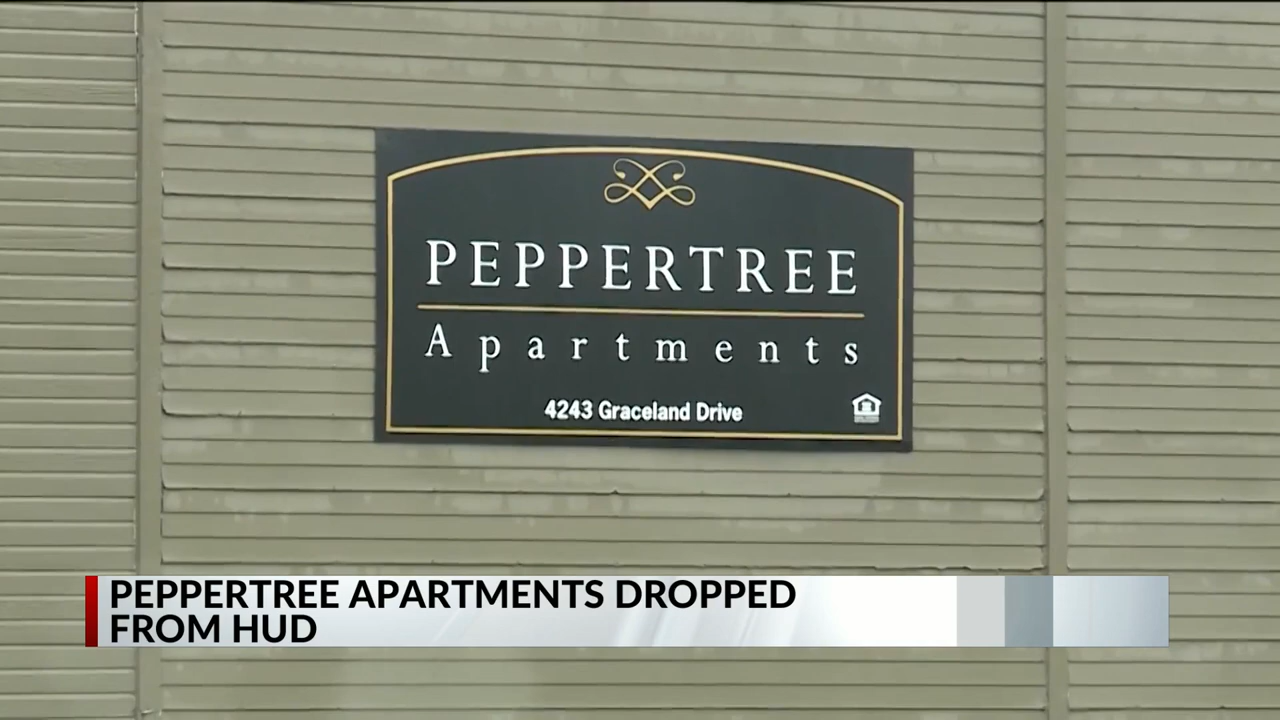 PEPPERTREE
Apartments
4243 Graceland Drive
PEPPERTREE APARTMENTS DROPPED
FROM HUD